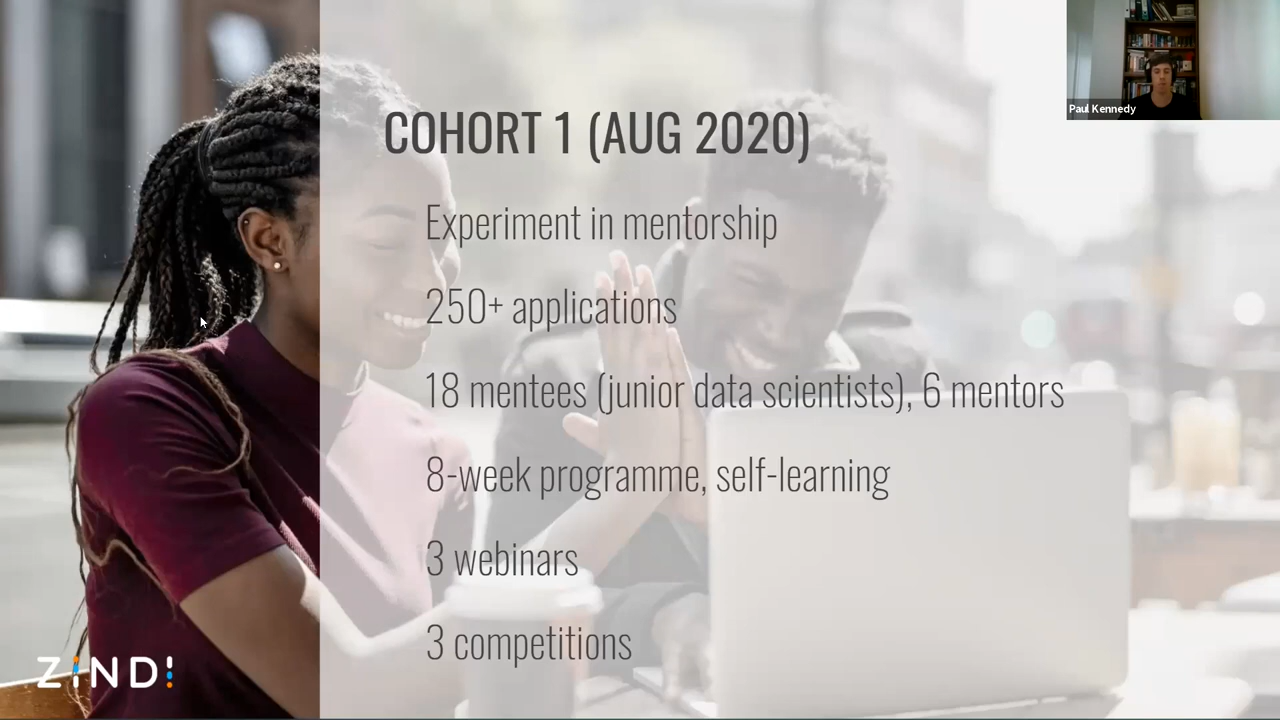 Paul Kennedy
COHORT 1 (AUG 2020)
Experiment in mentorship
250+ applications
18 mentees (junior data scientists), 6 mentors
8-week programme, self-learning
3 webinars
3 competitions
ZINDI